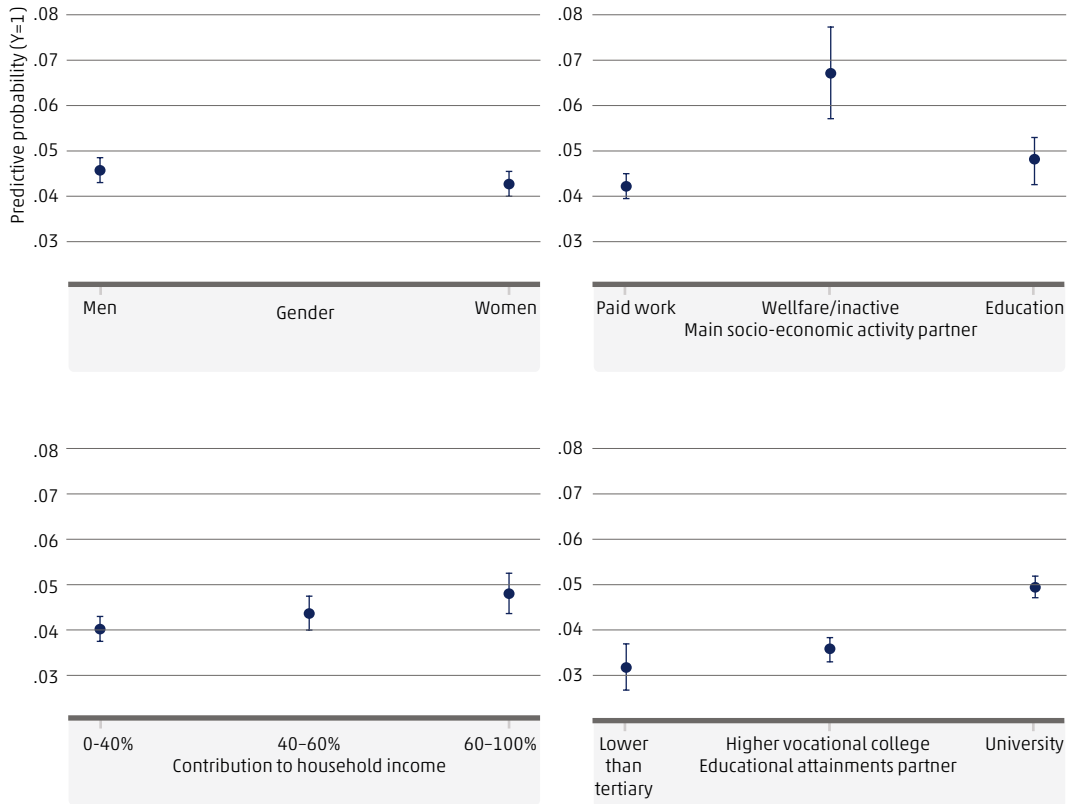 Predictive probability (Y=1)
.08
.07
.06
.05
.04
.03
Men
Gender
Women
.08
.07
.06
.05
.04
.03
Paid work
Wellfare/inactive
Education
Main socio-economic activity partner
.08
.07
.06
.05
.04
.03
0-40%
40–60%
60–100%
Contribution to household income
.08
.07
.06
.05
.04
.03
Lower
than
tertiary
Higher vocational college
University
Educational attainments partner